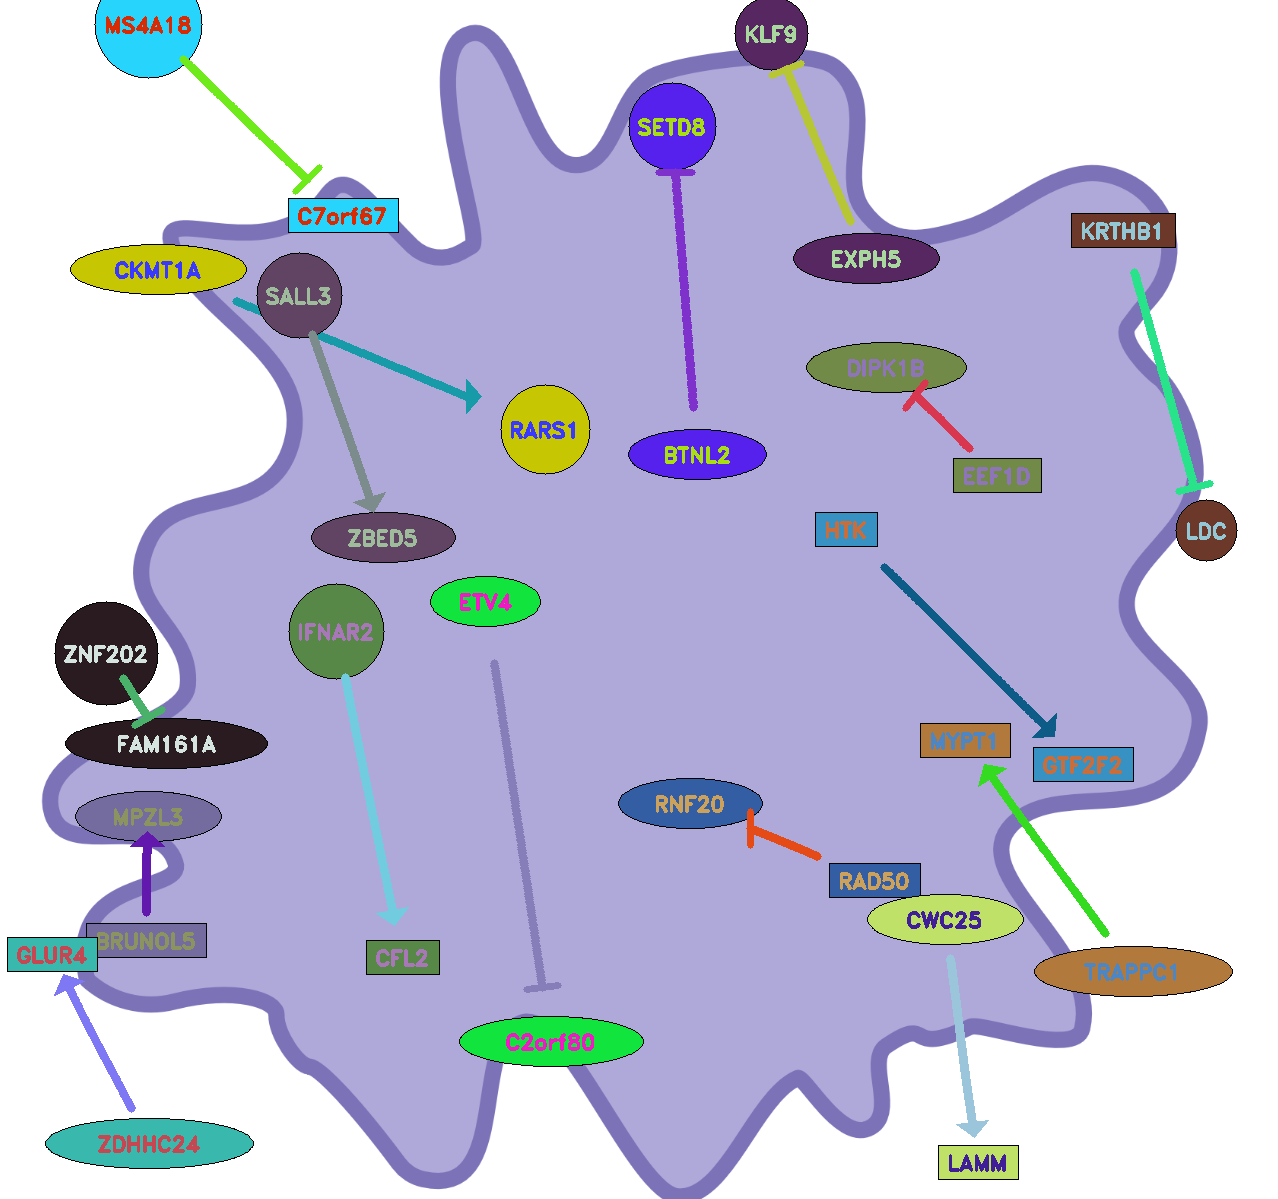 MS4A18
KLF9
SETD8
C7orf67
KRTHB1
EXPH5
CKMT1A
SALL3
DIPK1B
RARS1
BTNL2
EEF1D
HTK
LDC
ZBED5
ETV4
IFNAR2
ZNF202
FAM161A
MYPT1
GTF2F2
RNF20
MPZL3
RAD50
CWC25
BRUNOL5
GLUR4
CFL2
TRAPPC1
C2orf80
ZDHHC24
LAMM